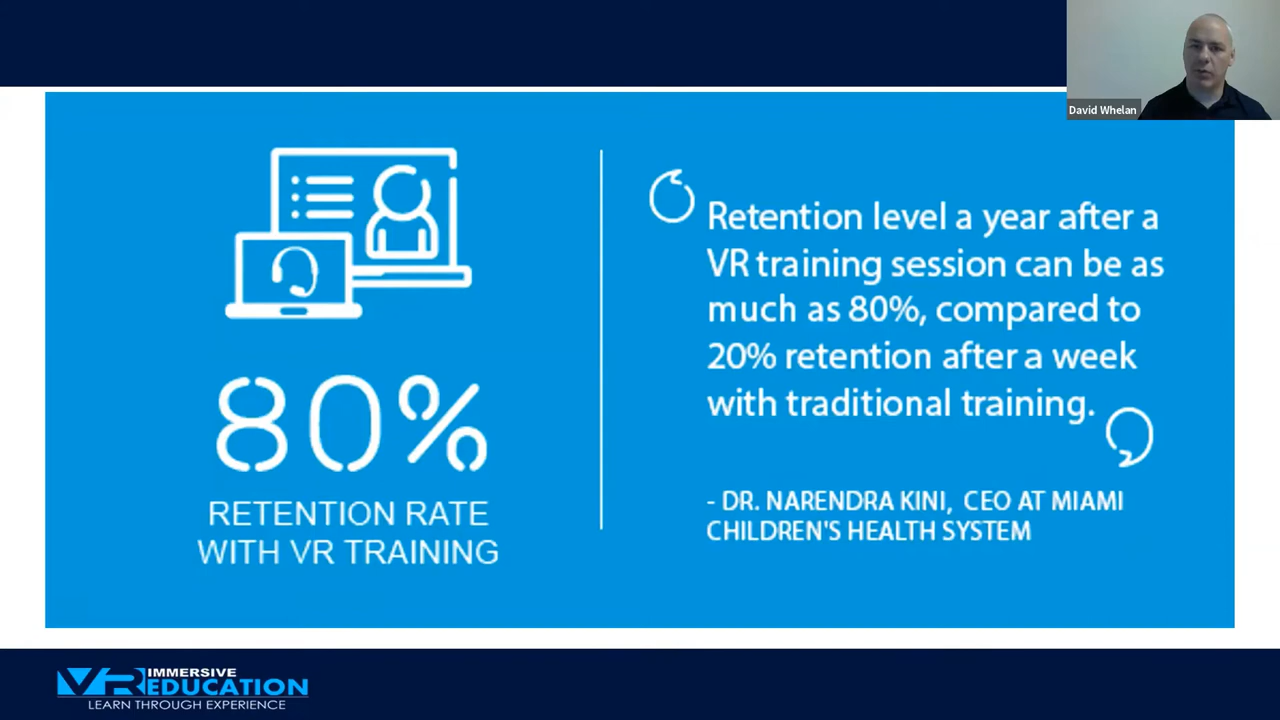 David Whelan
80%
RETENTION RATE
WITH VR TRAINING
Retention level a year after a
VR training session can be as
much as 80%, compared to
20% retention after a week
with traditional training.
- DR. NARENDRA KINI, CEO AT MIAMI
CHILDREN'S HEALTH SYSTEM
VR IMMERSIVE
EDUCATION
LEARN THROUGH EXPERIENCE